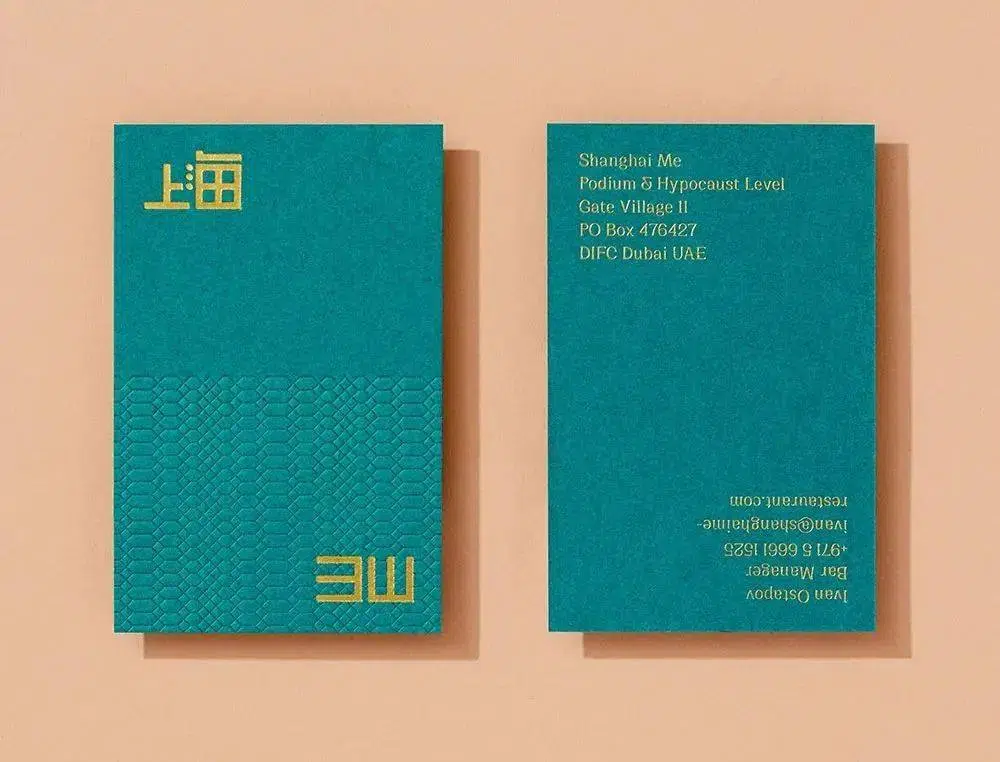 上海
ME
Shanghai Me
Podium & Hypocaust Level
Gate Village 11
PO Box 476427
DIFC Dubai UAE
Ivan Ostapov
Bar Manager
+971 5 6661 1525
ivan@shanghaime-
restaurant.com